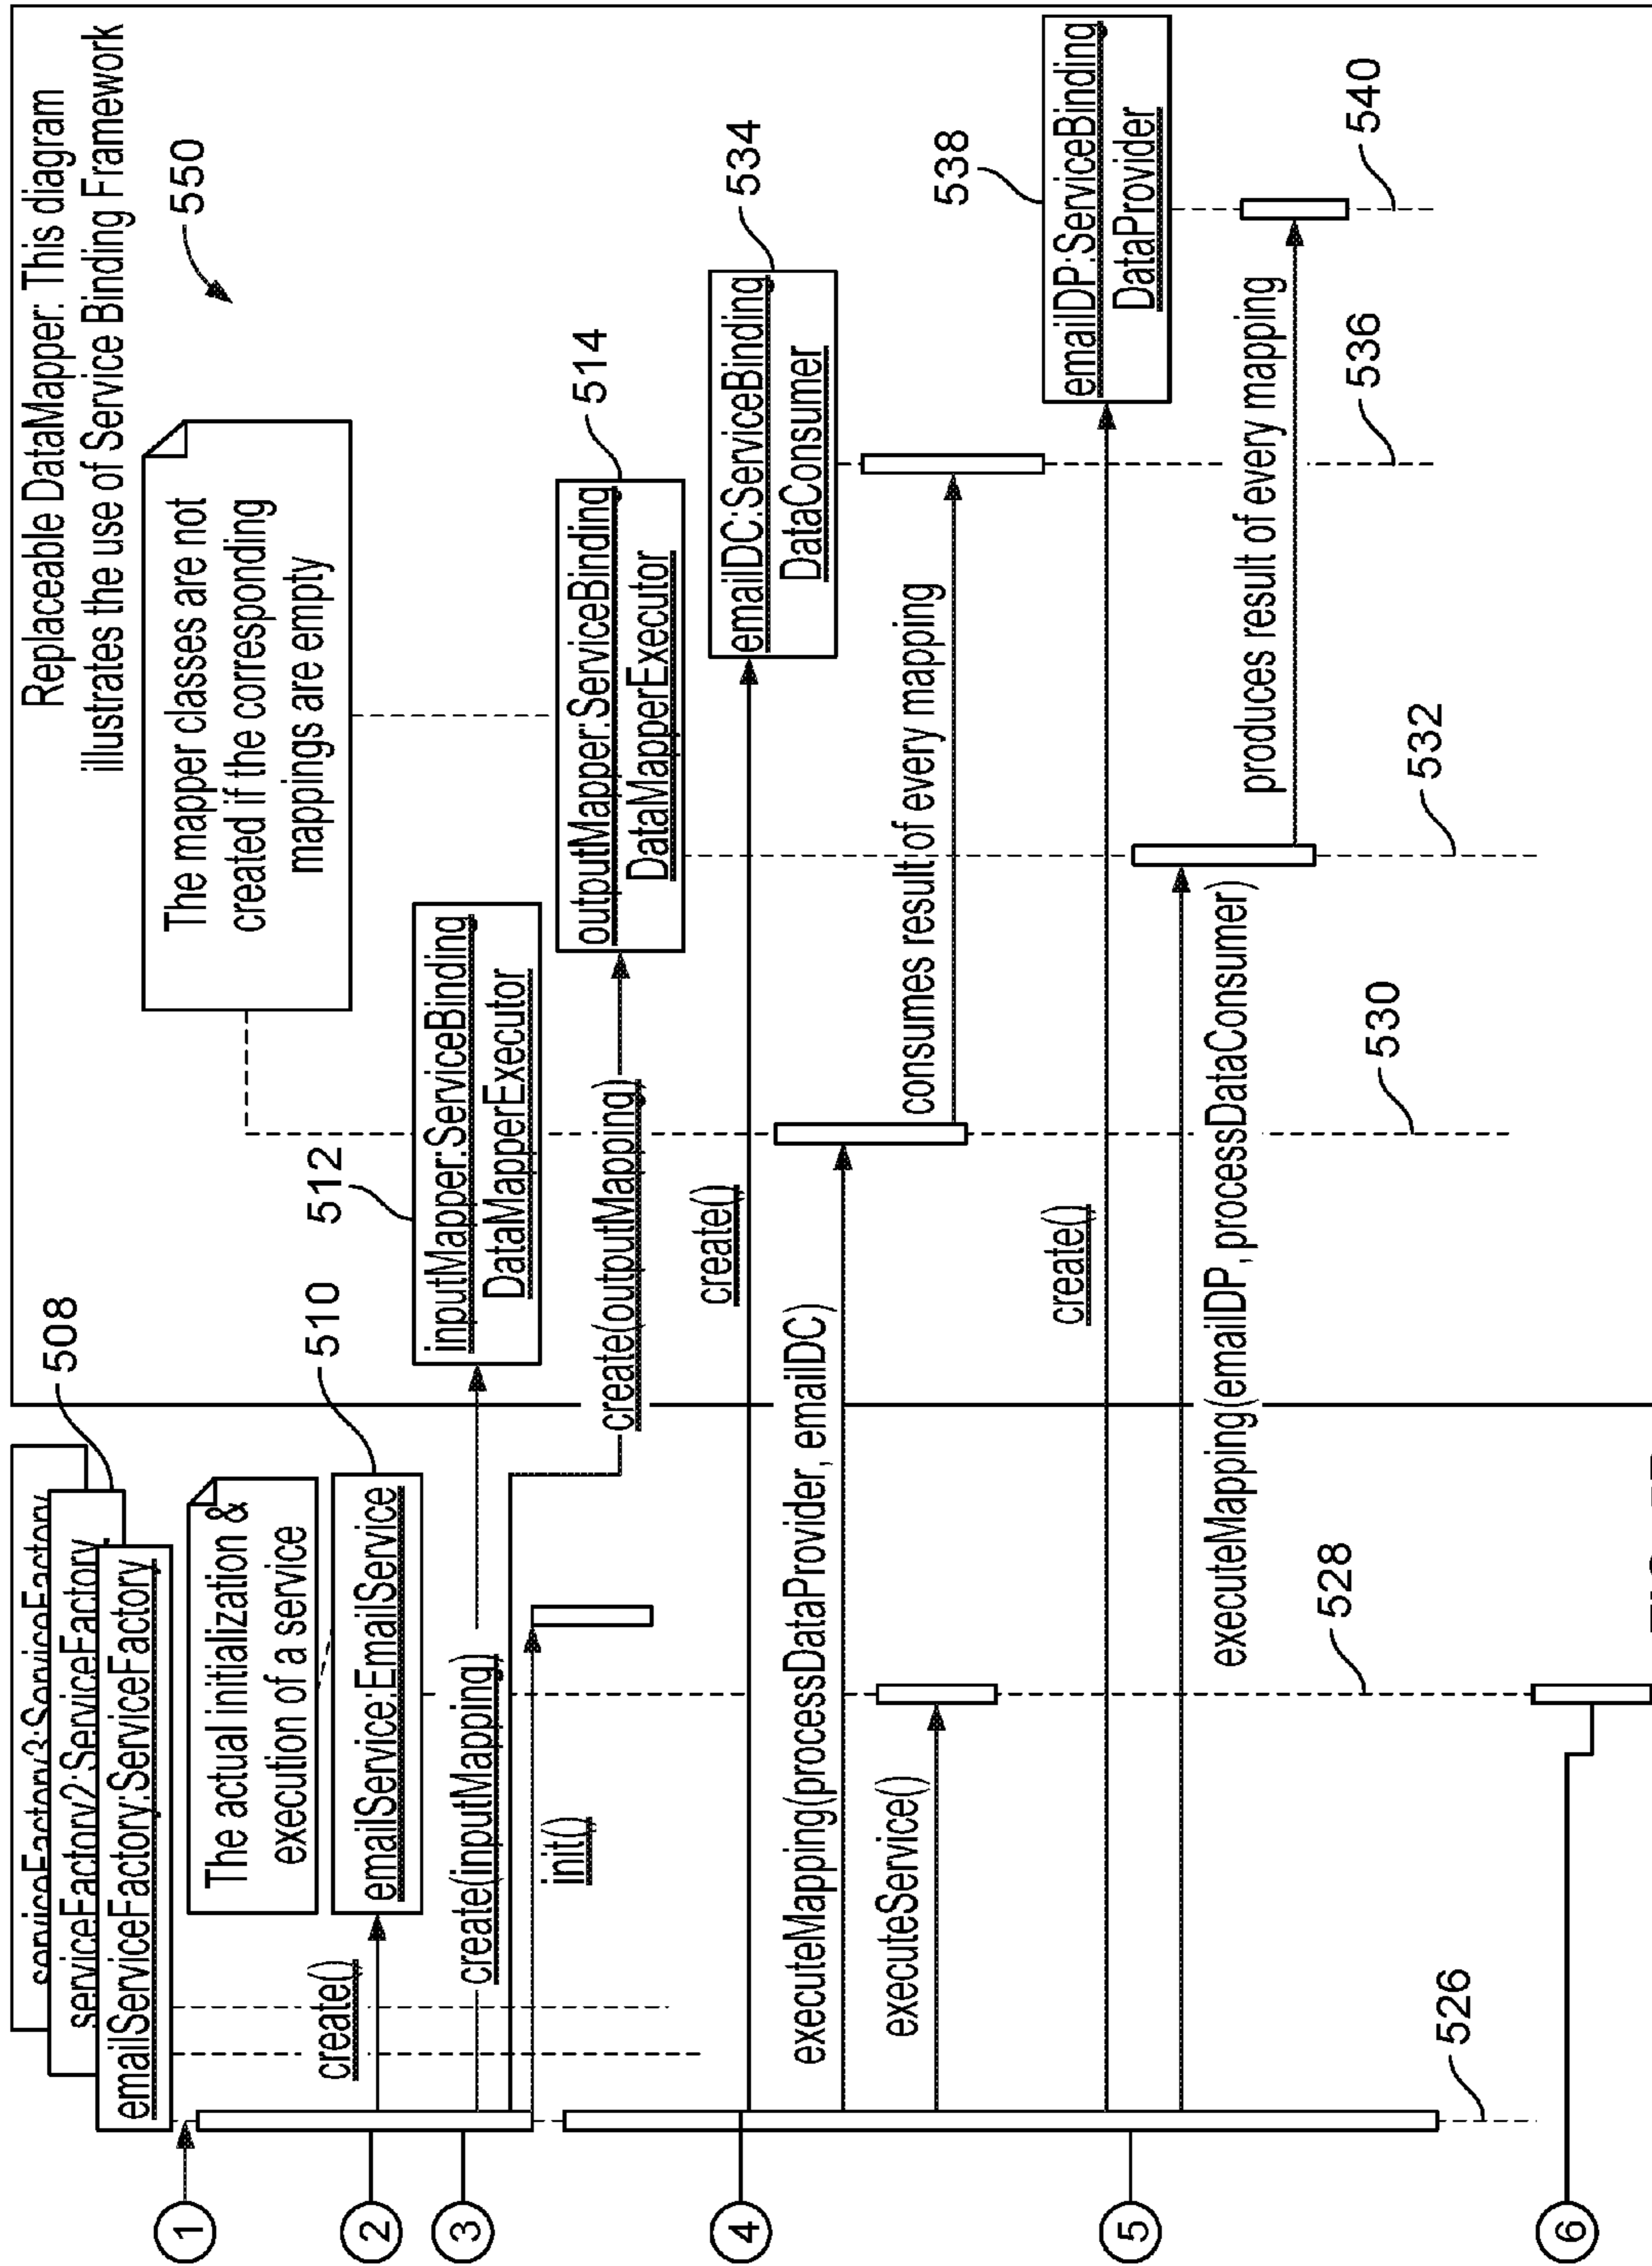 Replaceable DataMapper: This diagram
illustrates the use of Service Binding Framework
550
serviceFactory3:ServiceFactory
serviceFactory2:ServiceFactory
emailServiceFactory:ServiceFactory
508
The mapper classes are not
created if the corresponding
mappings are empty
The actual initialization &
execution of a service
1
create()
emailService:EmailService
510
2
inputMapper:ServiceBinding
DataMapperExecutor
512
create(inputMapping)
3
outputMapper:ServiceBinding
DataMapperExecutor
514
create(outputMapping)
init()
emailDC:ServiceBinding
DataConsumer
534
create()
4
executeMapping(processDataProvider, emailDC)
executeService()
consumes result of every mapping
emailDP:ServiceBinding
DataProvider
538
create()
5
executeMapping(emailDP, processDataConsumer)
produces result of every mapping
526
528
530
532
536
540
6